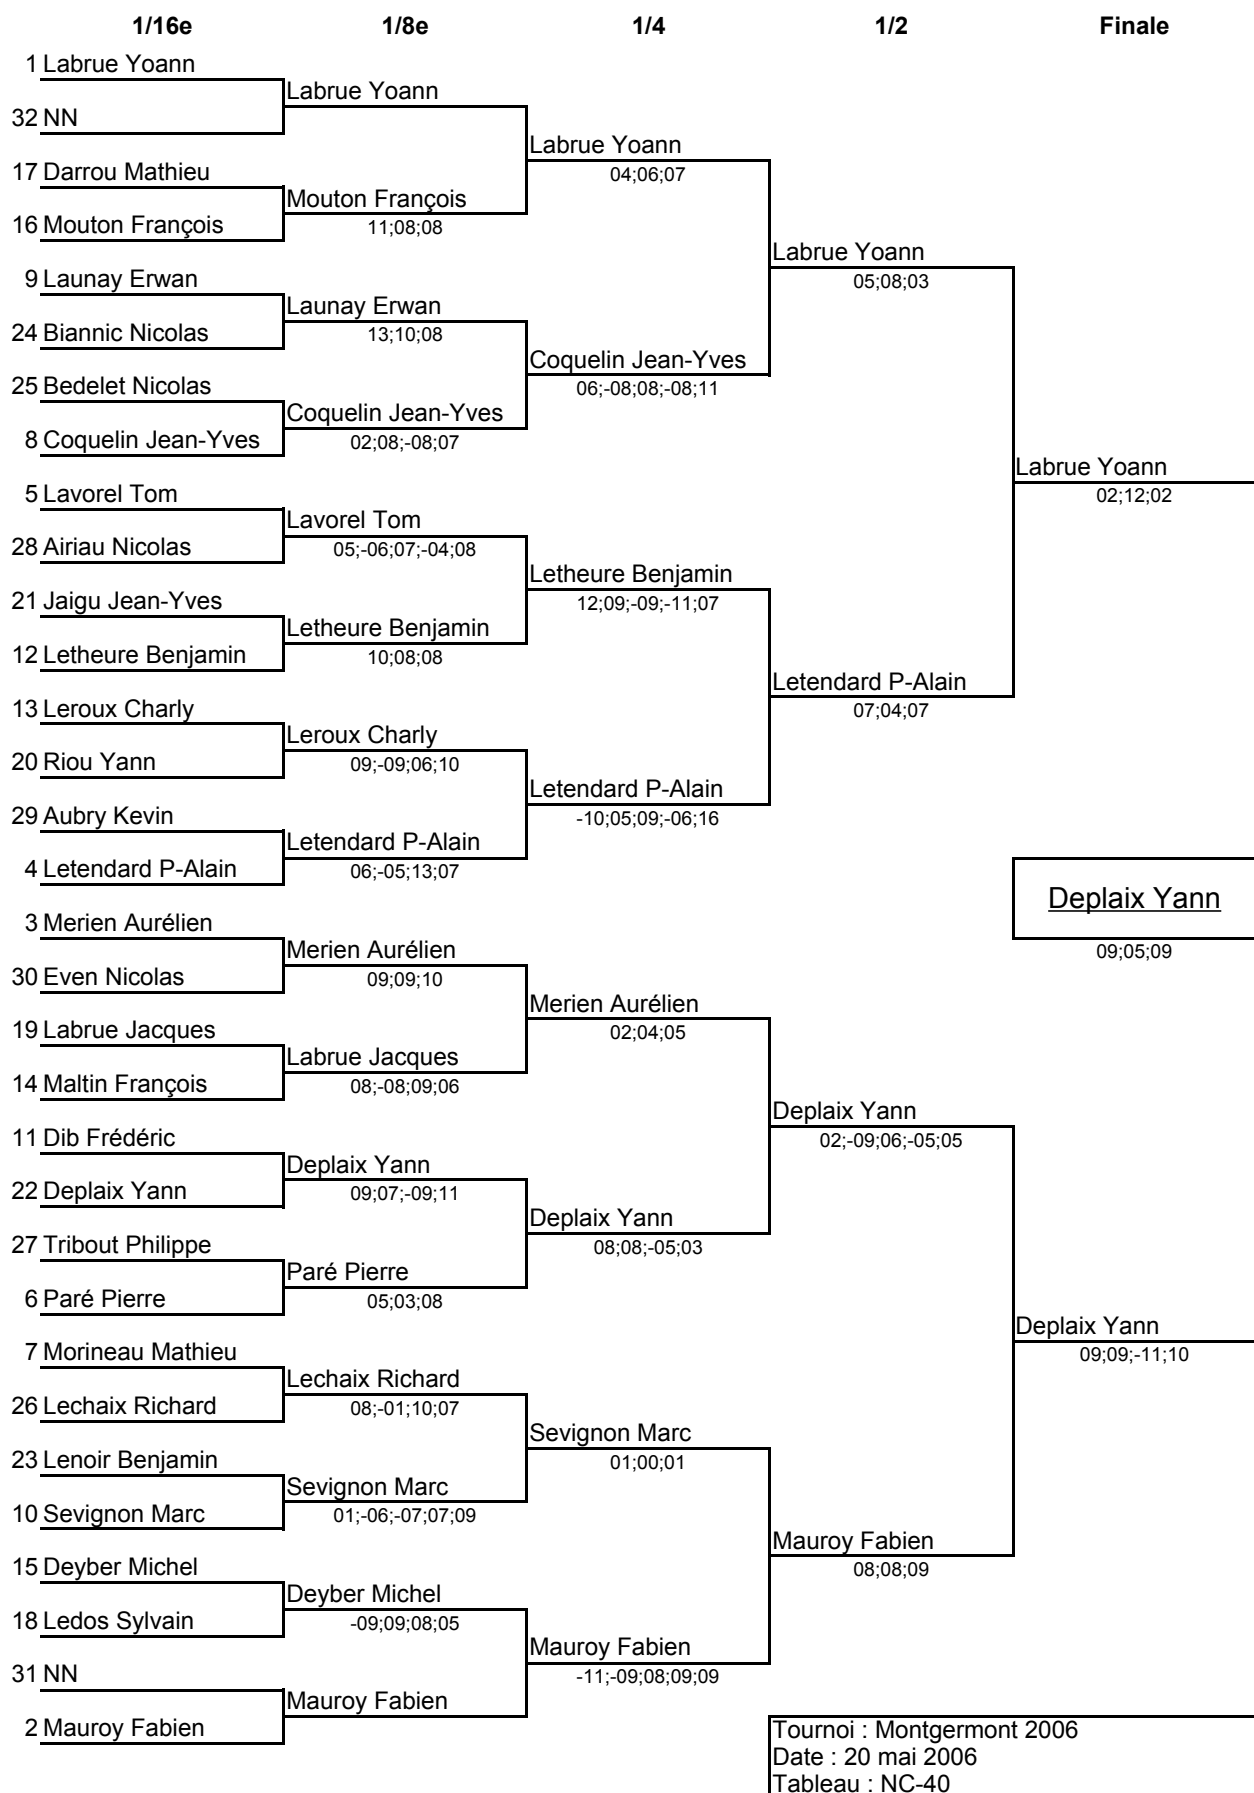 1/16e 1/8e 1/4 1/2 Finale
1 Labrue Yoann
Labrue Yoann
32 NN
Labrue Yoann
04;06;07
17 Darrou Mathieu
Mouton François
11;08;08
16 Mouton François
Labrue Yoann
05;08;03
9 Launay Erwan
Launay Erwan
13;10;08
24 Biannic Nicolas
Coquelin Jean-Yves
06;-08;08;-08;11
25 Bedelet Nicolas
Coquelin Jean-Yves
02;08;-08;07
8 Coquelin Jean-Yves
Labrue Yoann
02;12;02
5 Lavorel Tom
Lavorel Tom
05;-06;07;-04;08
28 Airiau Nicolas
Letheure Benjamin
12;09;-09;-11;07
21 Jaigu Jean-Yves
Letheure Benjamin
10;08;08
12 Letheure Benjamin
Letendard P-Alain
07;04;07
13 Leroux Charly
Leroux Charly
09;-09;06;10
20 Riou Yann
Letendard P-Alain
-10;05;09;-06;16
29 Aubry Kevin
Letendard P-Alain
06;-05;13;07
4 Letendard P-Alain
Deplaix Yann
09;05;09
3 Merien Aurélien
Merien Aurélien
09;09;10
30 Even Nicolas
Merien Aurélien
02;04;05
19 Labrue Jacques
Labrue Jacques
08;-08;09;06
14 Maltin François
Deplaix Yann
02;-09;06;-05;05
11 Dib Frédéric
Deplaix Yann
09;07;-09;11
22 Deplaix Yann
Deplaix Yann
08;08;-05;03
27 Tribout Philippe
Paré Pierre
05;03;08
6 Paré Pierre
Deplaix Yann
09;09;-11;10
7 Morineau Mathieu
Lechaix Richard
08;-01;10;07
26 Lechaix Richard
Sevignon Marc
01;00;01
23 Lenoir Benjamin
Sevignon Marc
01;-06;-07;07;09
10 Sevignon Marc
Mauroy Fabien
08;08;09
15 Deyber Michel
Deyber Michel
-09;09;08;05
18 Ledos Sylvain
Mauroy Fabien
-11;-09;08;09;09
31 NN
Mauroy Fabien
2 Mauroy Fabien
Tournoi : Montgermont 2006
Date : 20 mai 2006
Tableau : NC-40